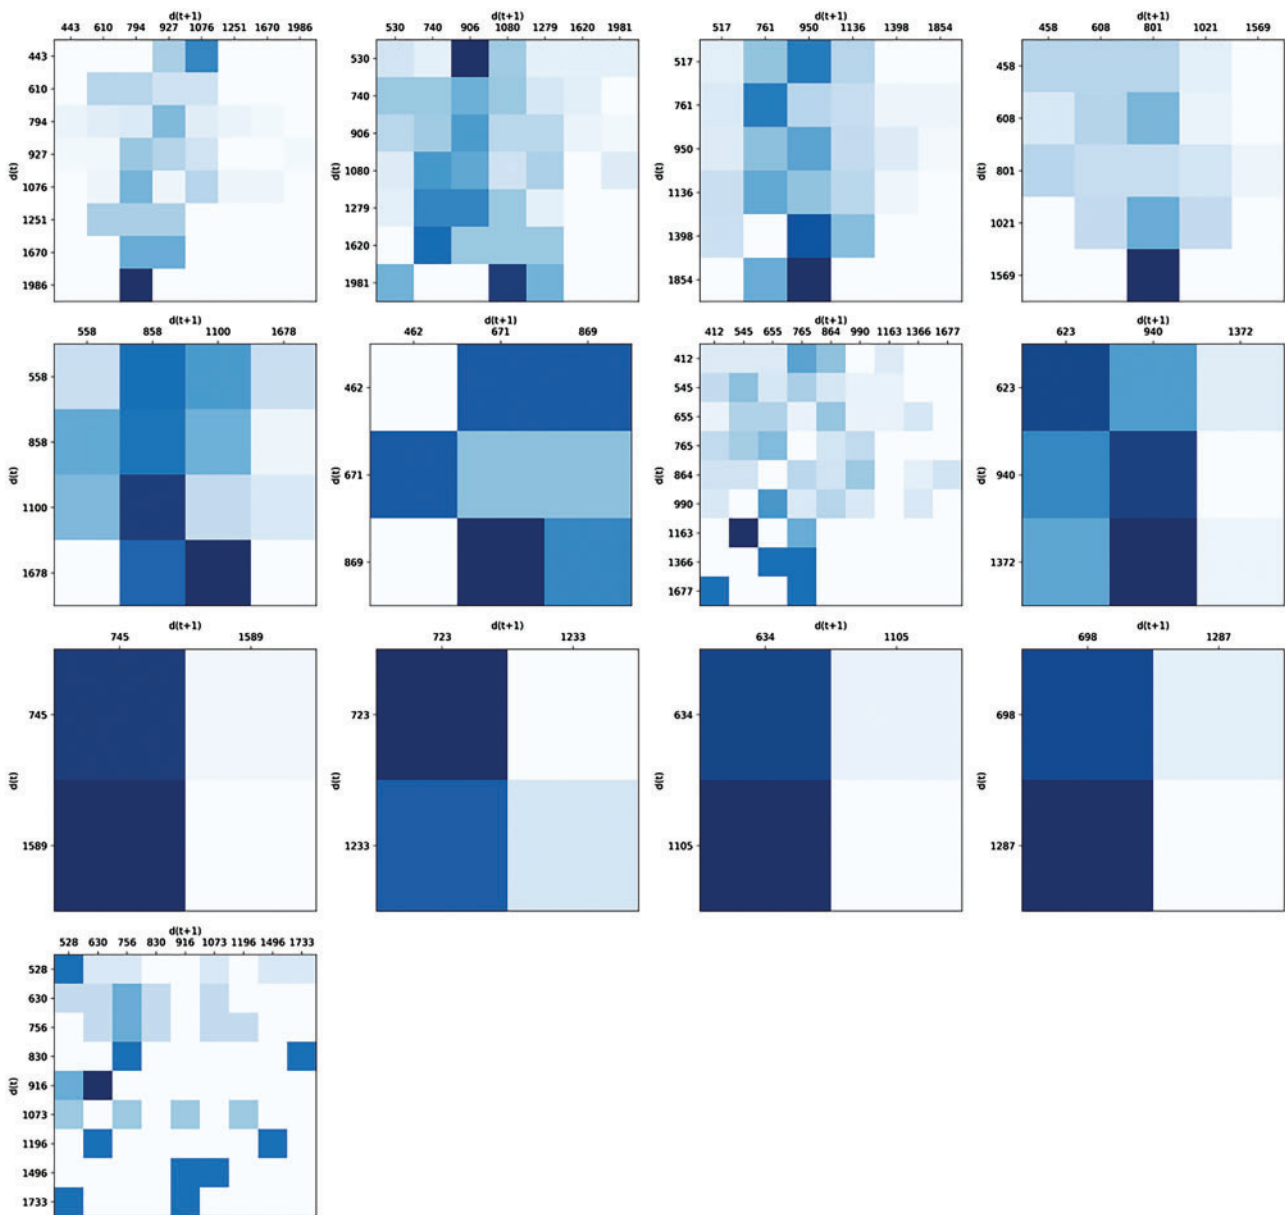 d(t+1) d(t+1) d(t+1) d(t+1)
443 610 794 927 1076 1251 1670 1986 530 740 906 1080 1279 1620 1981 517 761 950 1136 1398 1854 458 608 801 1021 1569
443
610
794
927
1076
1251
1670
1986
d(t)
530
740
906
1080
1279
1620
1981
d(t)
517
761
950
1136
1398
1854
d(t)
458
608
801
1021
1569
d(t)
d(t+1) d(t+1) d(t+1) d(t+1)
558 858 1100 1678 462 671 869 412 545 655 765 864 990 1163 1366 1677 623 940 1372
558
858
1100
1678
d(t)
462
671
869
d(t)
412
545
655
765
864
990
1163
1366
1677
d(t)
623
940
1372
d(t)
d(t+1) d(t+1) d(t+1) d(t+1)
745 1589 723 1233 634 1105 698 1287
745
1589
d(t)
723
1233
d(t)
634
1105
d(t)
698
1287
d(t)
d(t+1)
528 630 756 830 916 1073 1196 1496 1733
528
630
756
830
916
1073
1196
1496
1733
d(t)